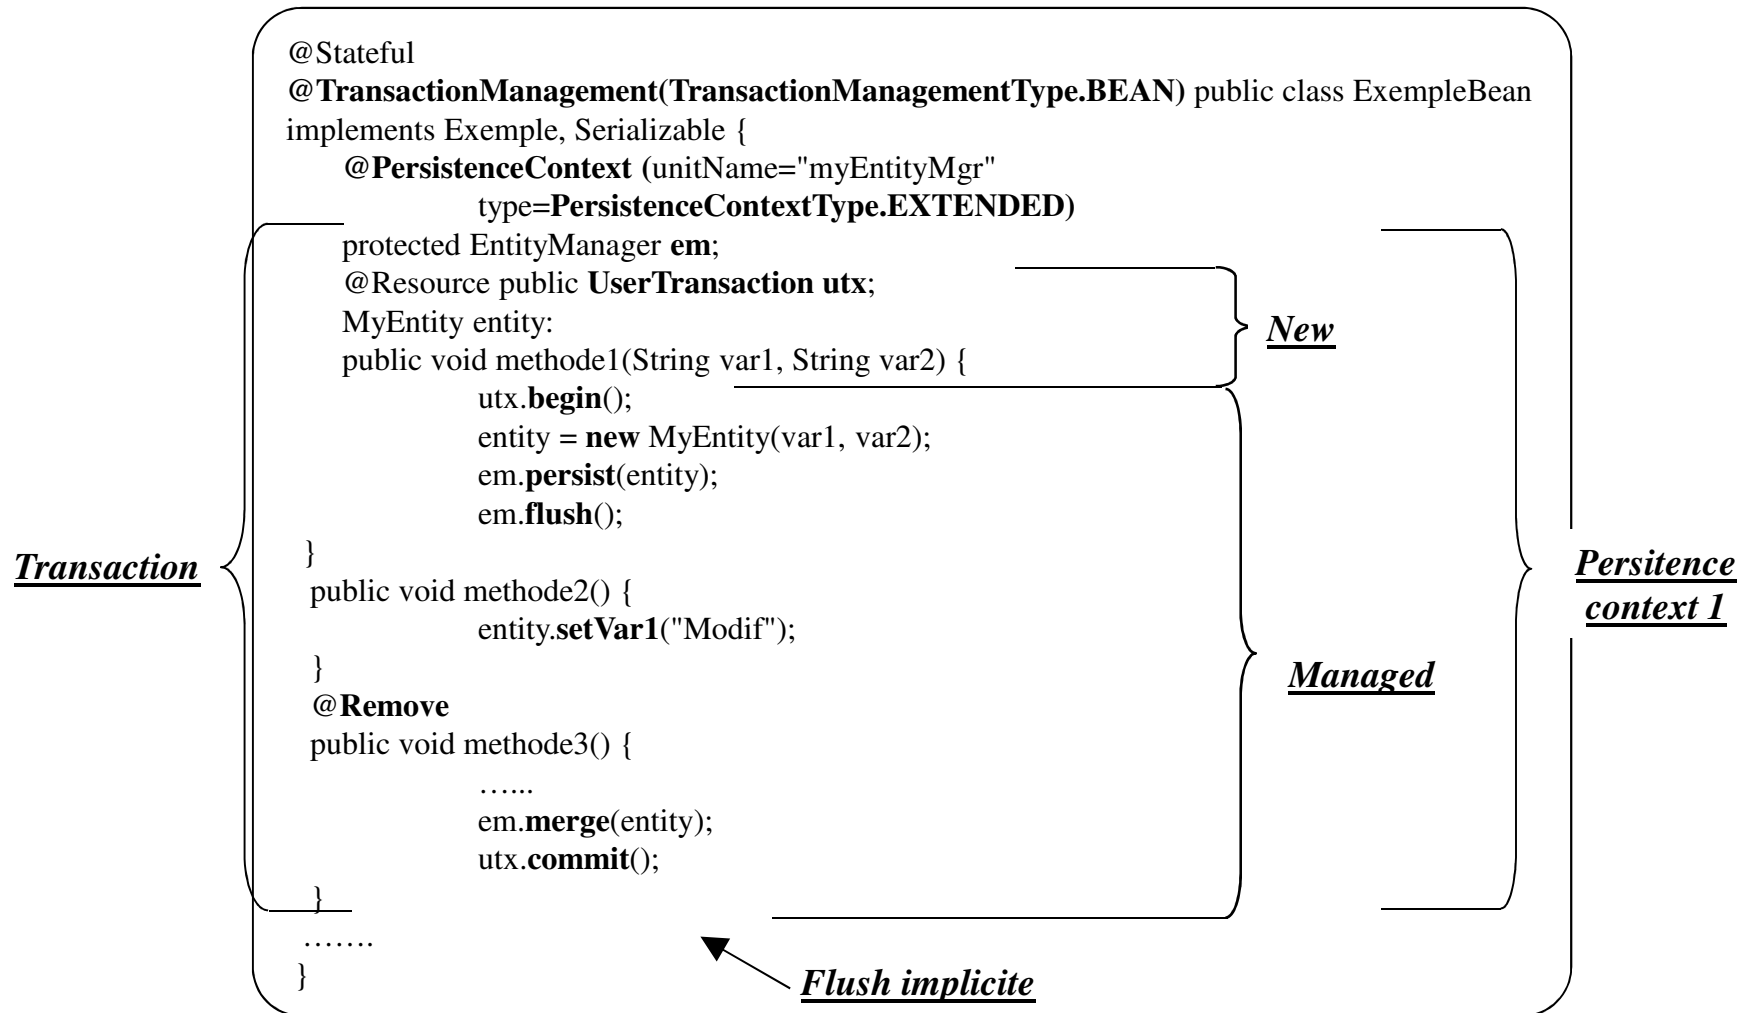 @Stateful
@TransactionManagement(TransactionManagementType.BEAN) public class ExempleBean
implements Exemple, Serializable {
@PersistenceContext (unitName="myEntityMgr"
type=PersistenceContextType.EXTENDED)
protected EntityManager em;
@Resource public UserTransaction utx;
MyEntity entity:
public void methode1(String var1, String var2) {
utx.begin();
entity = new MyEntity(var1, var2);
em.persist(entity);
em.flush();
}
public void methode2() {
entity.setVar1("Modif");
}
@Remove
public void methode3() {
…...
em.merge(entity);
utx.commit();
}
…….
}
Transaction
New
Managed
Persitence
context 1
Flush implicite